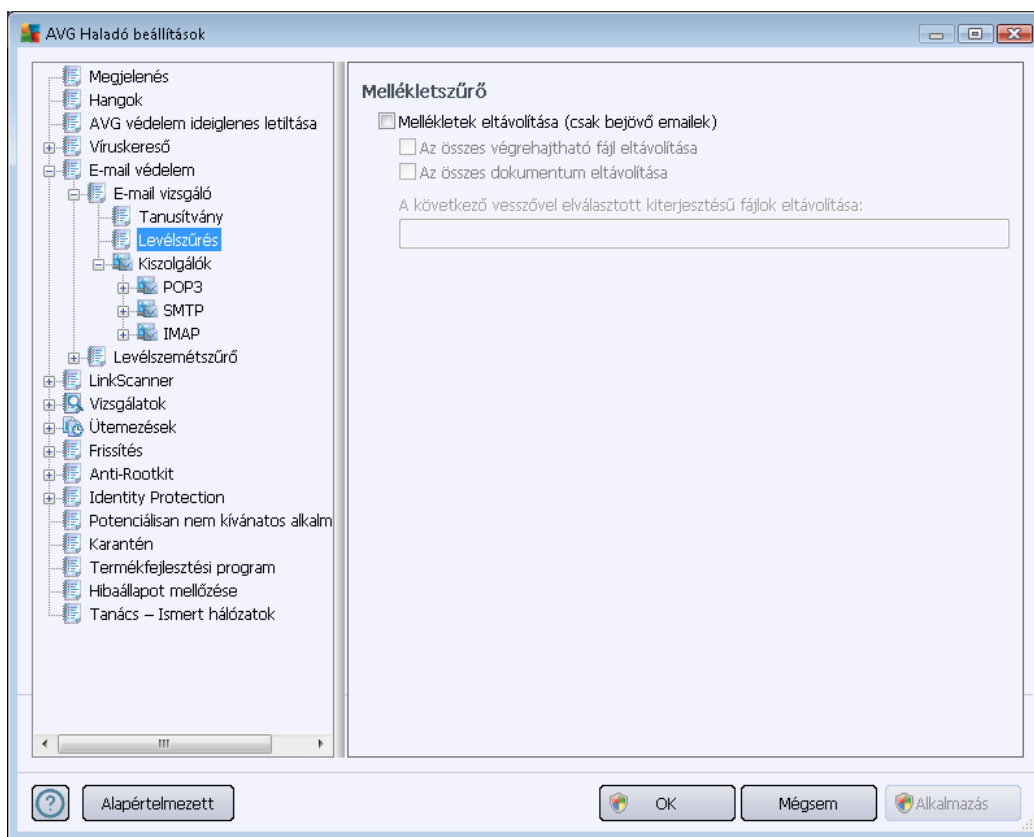 AVG Haladó beállítások
Megjelenés
Hangok
AVG védelem ideiglenes letiltása
Víruskereső
E-mail védelem
E-mail vizsgáló
Tanusítvány
Levélszűrés
Kiszolgálók
POP3
SMTP
IMAP
Levélszemétszűrő
LinkScanner
Vizsgálatok
Ütemezések
Frissítés
Anti-Rootkit
Identity Protection
Potenciálisan nem kívánatos alkalm
Karantén
Termékfejlesztési program
Hibaállapot mellőzése
Tanács – Ismert hálózatok
Mellékletszűrő
Mellékletek eltávolítása (csak bejövő emailek)
Az összes végrehajtható fájl eltávolítása
Az összes dokumentum eltávolítása
A következő vesszővel elválasztott kiterjesztésű fájlok eltávolítása:
Alapértelmezett
OK
Mégsem
Alkalmazás